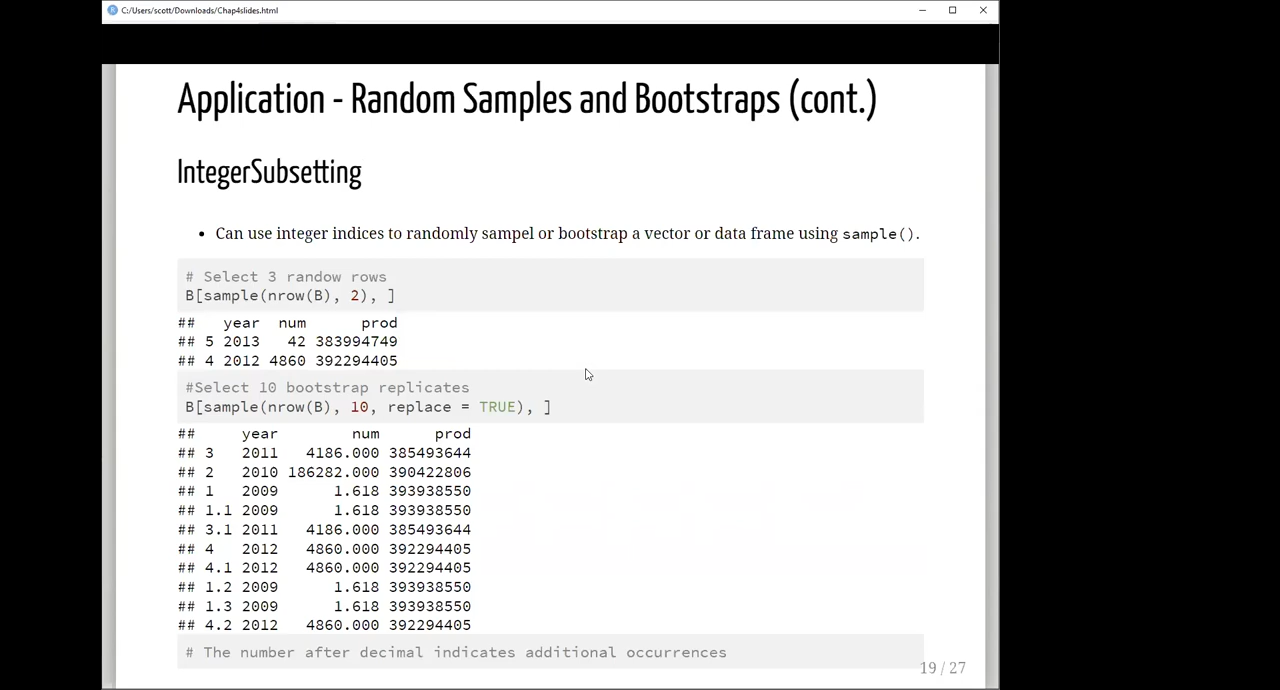 C:/Users/scott/Downloads/Chap4slides.html
Application - Random Samples and Bootstraps (cont.)
IntegerSubsetting
• Can use integer indices to randomly sampel or bootstrap a vector or data frame using sample().
# Select 3 randow rows
B[sample(nrow(B), 2), ]
##   year  num      prod
## 5 2013   42 383994749
## 4 2012 4860 392294405
#Select 10 bootstrap replicates
B[sample(nrow(B), 10, replace = TRUE), ]
##     year        num      prod
## 3   2011   4186.000 385493644
## 2   2010 186282.000 390422806
## 1   2009      1.618 393938550
## 1.1 2009      1.618 393938550
## 3.1 2011   4186.000 385493644
## 4   2012   4860.000 392294405
## 4.1 2012   4860.000 392294405
## 1.2 2009      1.618 393938550
## 1.3 2009      1.618 393938550
## 4.2 2012   4860.000 392294405
# The number after decimal indicates additional occurrences
19 / 27